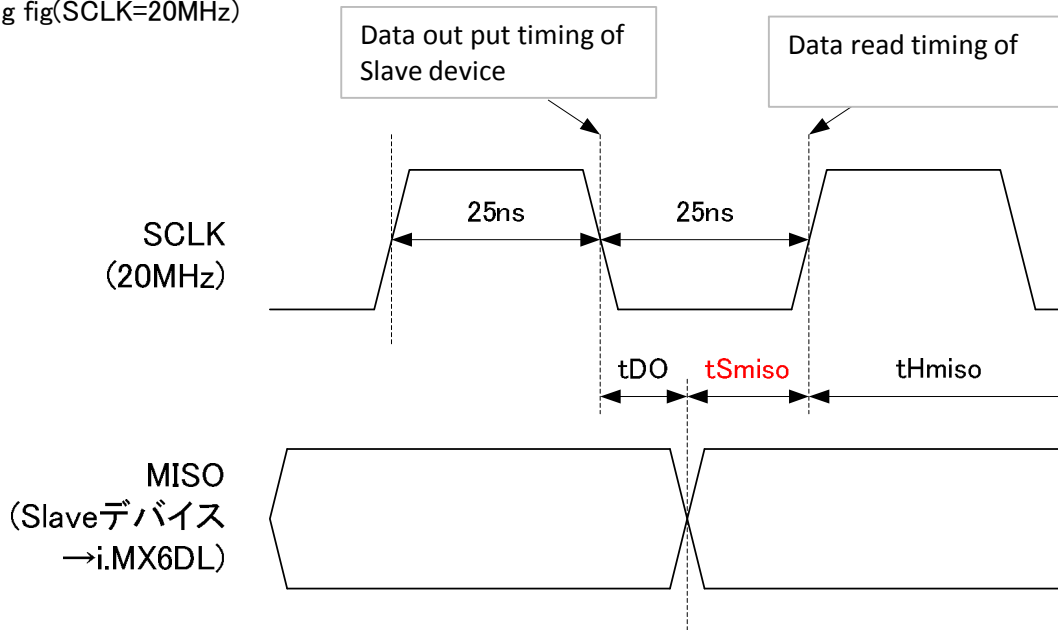 g fig(SCLK=20MHz)
Data out put timing of
Slave device
Data read timing of
25ns
25ns
SCLK
(20MHz)
tDO
tSmiso
tHmiso
MISO
(Slaveデバイス
→i.MX6DL)